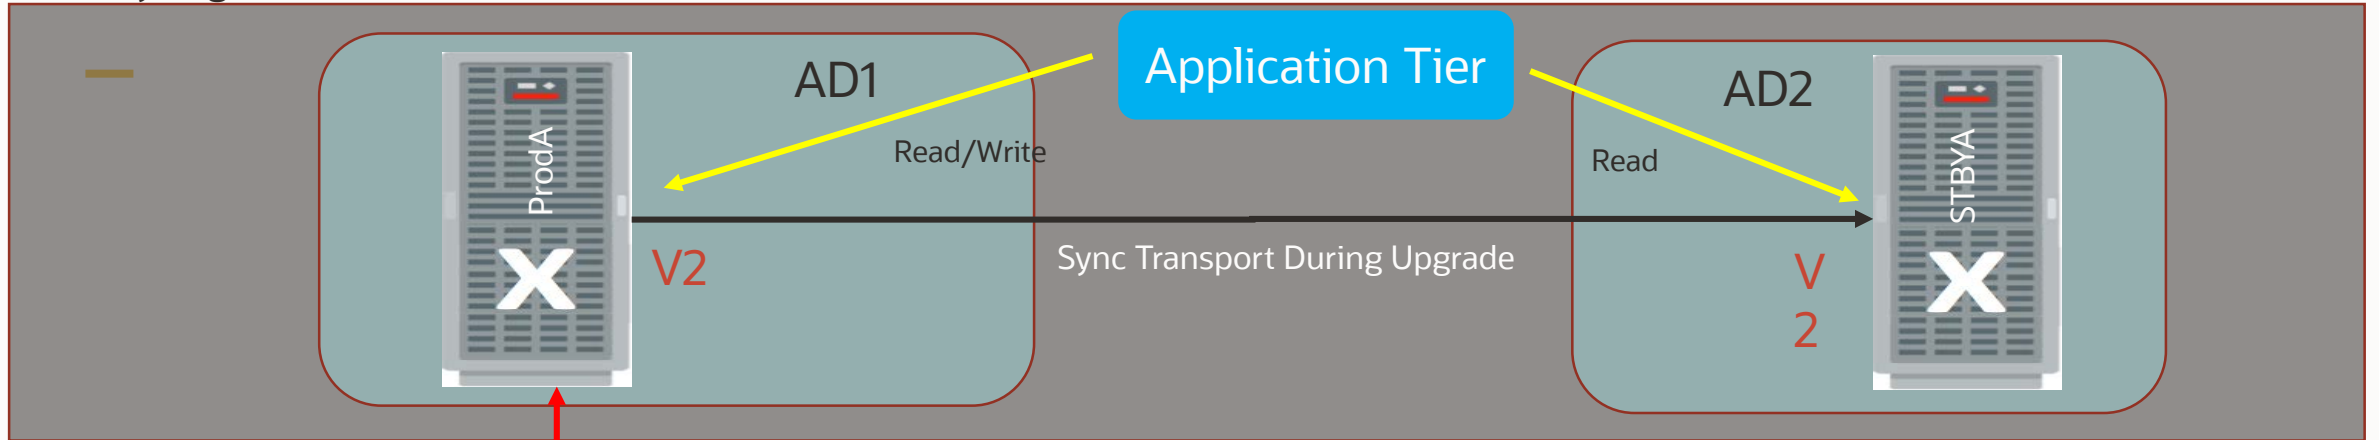 Application Tier
AD1
AD2
ProdA
STBYA
Read/Write
Read
V2
Sync Transport During Upgrade
V
2
X
X